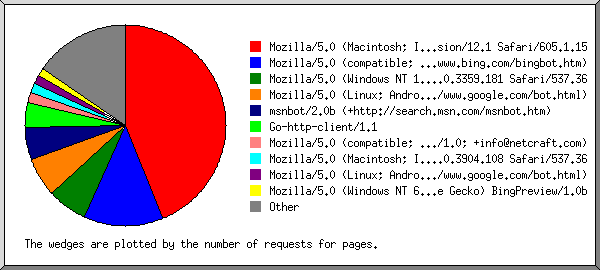 Mozilla/5.0 (Macintosh; I...sion/12.1 Safari/605.1.15
Mozilla/5.0 (compatible; ...www.bing.com/bingbot.htm)
Mozilla/5.0 (Windows NT 1....0.3359.181 Safari/537.36
Mozilla/5.0 (Linux; Andro.../www.google.com/bot.html)
msnbot/2.0b (+http://search.msn.com/msnbot.htm)
Go-http-client/1.1
Mozilla/5.0 (compatible; .../1.0; +info@netcraft.com)
Mozilla/5.0 (Macintosh; I....0.3904.108 Safari/537.36
Mozilla/5.0 (Linux; Andro.../www.google.com/bot.html)
Mozilla/5.0 (Windows NT 6...e Gecko) BingPreview/1.0b
Other
The wedges are plotted by the number of requests for pages.